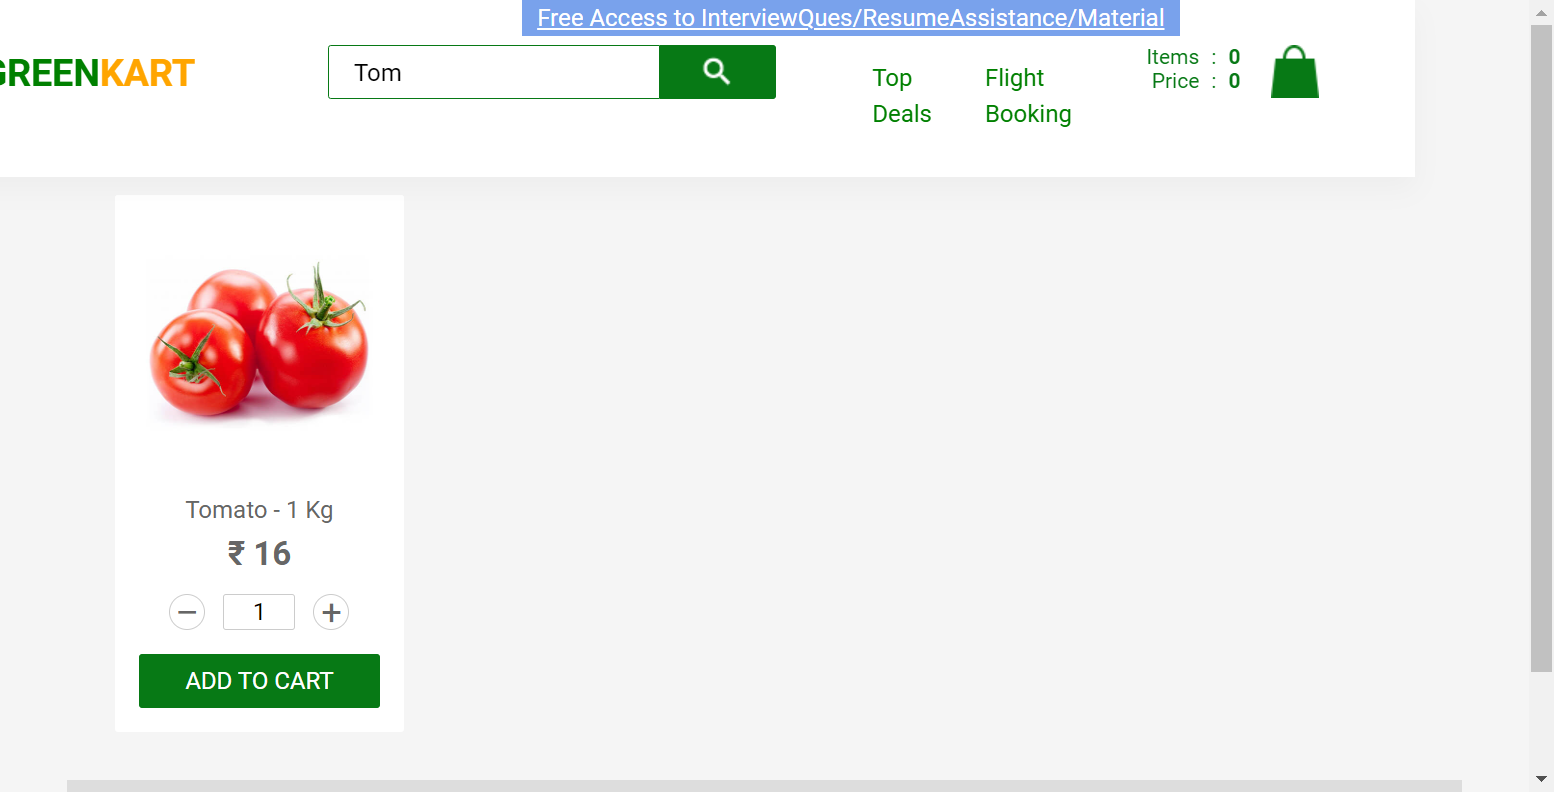 Free Access to InterviewQues/ResumeAssistance/Material
GREENKART
Tom
Top Deals
Flight Booking
Items : 0
Price : 0
Tomato - 1 Kg
₹ 16
− 1 +
ADD TO CART